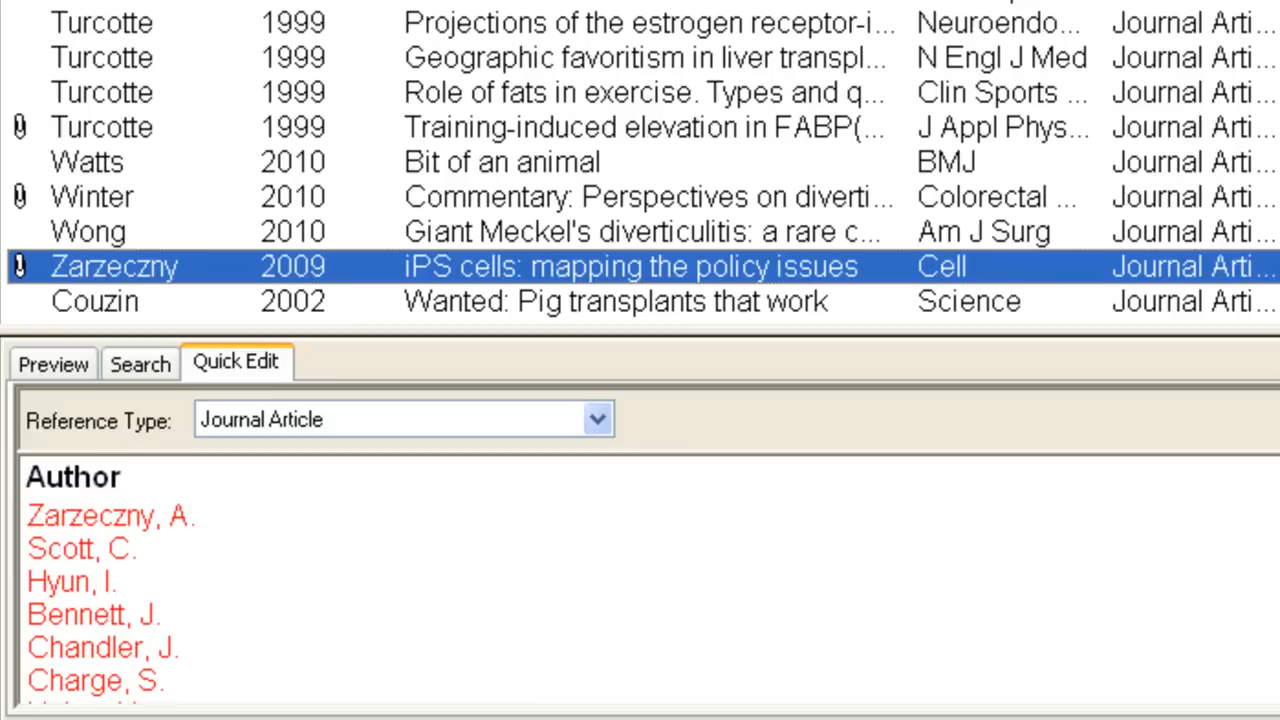 Turcotte 1999 Projections of the estrogen receptor-i... Neuroendo... Journal Arti...
Turcotte 1999 Geographic favoritism in liver transpl... N Engl J Med Journal Arti...
Turcotte 1999 Role of fats in exercise. Types and q... Clin Sports ... Journal Arti...
Turcotte 1999 Training-induced elevation in FABP(... J Appl Phys... Journal Arti...
Watts 2010 Bit of an animal BMJ Journal Arti...
Winter 2010 Commentary: Perspectives on diverti... Colorectal ... Journal Arti...
Wong 2010 Giant Meckel's diverticulitis: a rare c... Am J Surg Journal Arti...
Zarzeczny 2009 iPS cells: mapping the policy issues Cell Journal Arti...
Couzin 2002 Wanted: Pig transplants that work Science Journal Arti...
Preview Search Quick Edit
Reference Type: Journal Article
Author
Zarzeczny, A.
Scott, C.
Hyun, I.
Bennett, J.
Chandler, J.
Charge, S.